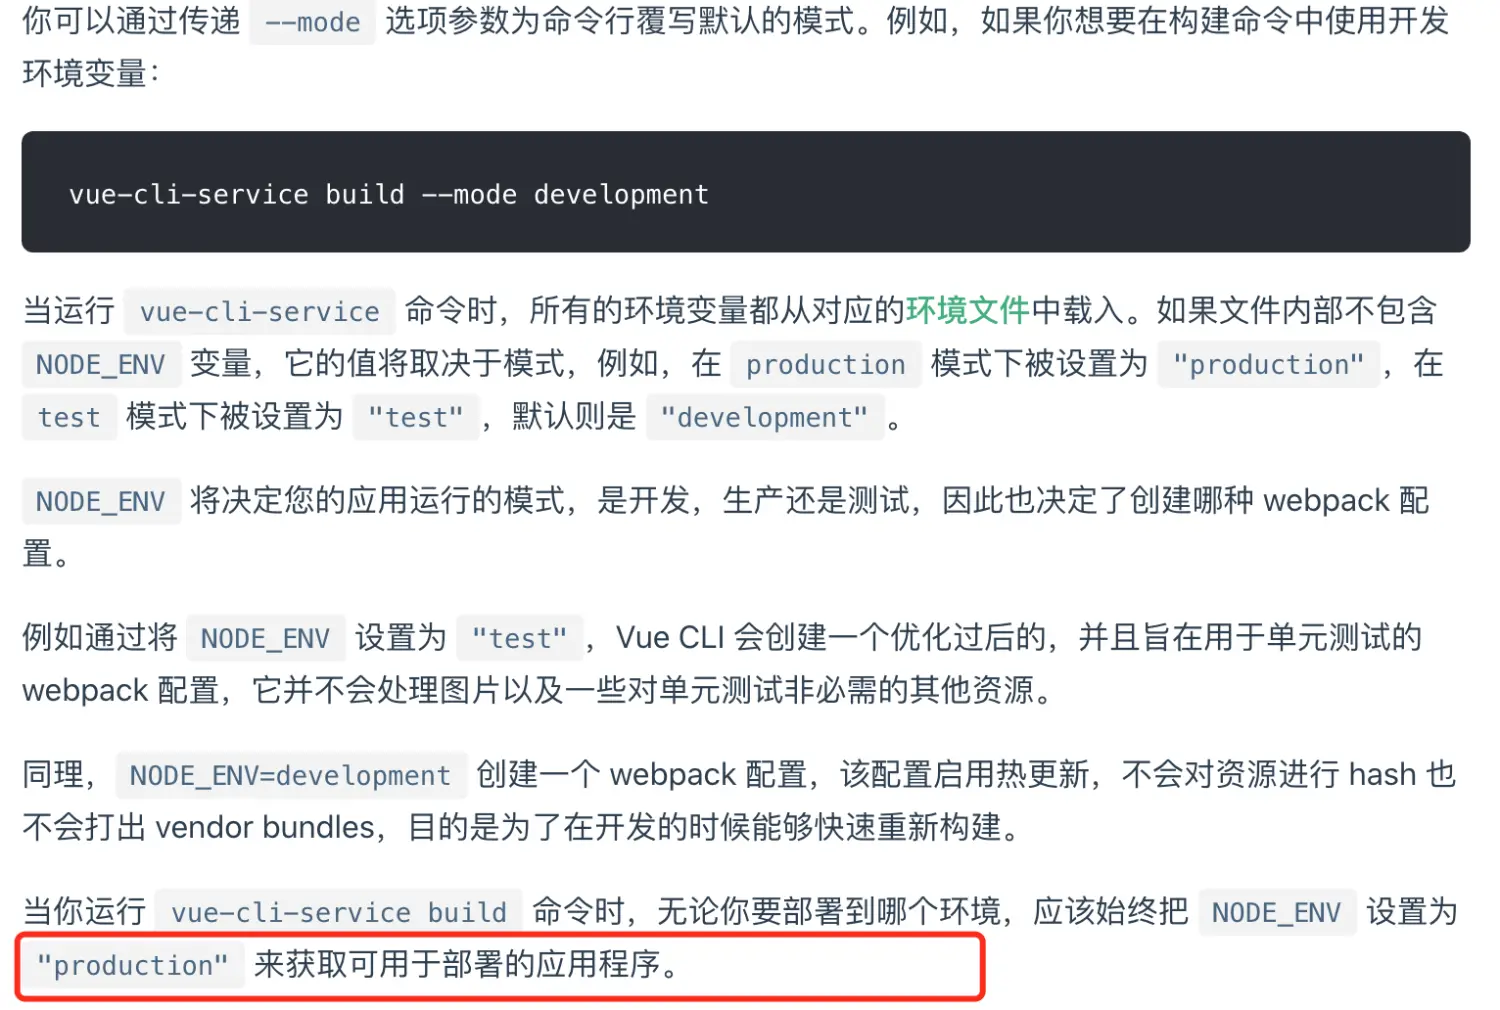 你可以通过传递 --mode 选项参数为命令行覆写默认的模式。例如，如果你想要在构建命令中使用开发
环境变量：
vue-cli-service build --mode development
当运行 vue-cli-service 命令时，所有的环境变量都从对应的环境文件中载入。如果文件内部不包含
NODE_ENV 变量，它的值将取决于模式，例如，在 production 模式下被设置为 "production"，在
test 模式下被设置为 "test"，默认则是 "development"。
NODE_ENV 将决定您的应用运行的模式，是开发，生产还是测试，因此也决定了创建哪种 webpack 配
置。
例如通过将 NODE_ENV 设置为 "test"，Vue CLI 会创建一个优化过后的，并且旨在用于单元测试的
webpack 配置，它并不会处理图片以及一些对单元测试非必需的其他资源。
同理，NODE_ENV=development 创建一个 webpack 配置，该配置启用热更新，不会对资源进行 hash 也
不会打出 vendor bundles，目的是为了在开发的时候能够快速重新构建。
当你运行 vue-cli-service build 命令时，无论你要部署到哪个环境，应该始终把 NODE_ENV 设置为
"production" 来获取可用于部署的应用程序。